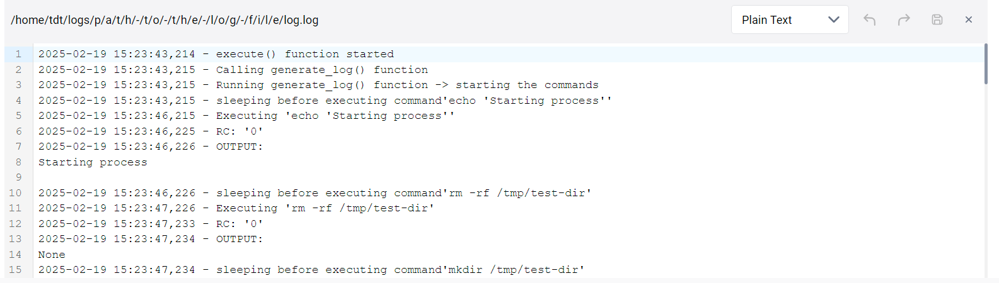 /home/tdt/logs/p/a/t/h/-/t/o/-/t/h/e/-/l/o/g/-/f/i/l/e/log.log
Plain Text
1 2025-02-19 15:23:43,214 - execute() function started
2 2025-02-19 15:23:43,215 - Calling generate_log() function
3 2025-02-19 15:23:43,215 - Running generate_log() function -> starting the commands
4 2025-02-19 15:23:43,215 - sleeping before executing command'echo 'Starting process''
5 2025-02-19 15:23:46,215 - Executing 'echo 'Starting process''
6 2025-02-19 15:23:46,225 - RC: '0'
7 2025-02-19 15:23:46,226 - OUTPUT:
8 Starting process
9
10 2025-02-19 15:23:46,226 - sleeping before executing command'rm -rf /tmp/test-dir'
11 2025-02-19 15:23:47,226 - Executing 'rm -rf /tmp/test-dir'
12 2025-02-19 15:23:47,233 - RC: '0'
13 2025-02-19 15:23:47,234 - OUTPUT:
14 None
15 2025-02-19 15:23:47,234 - sleeping before executing command'mkdir /tmp/test-dir'